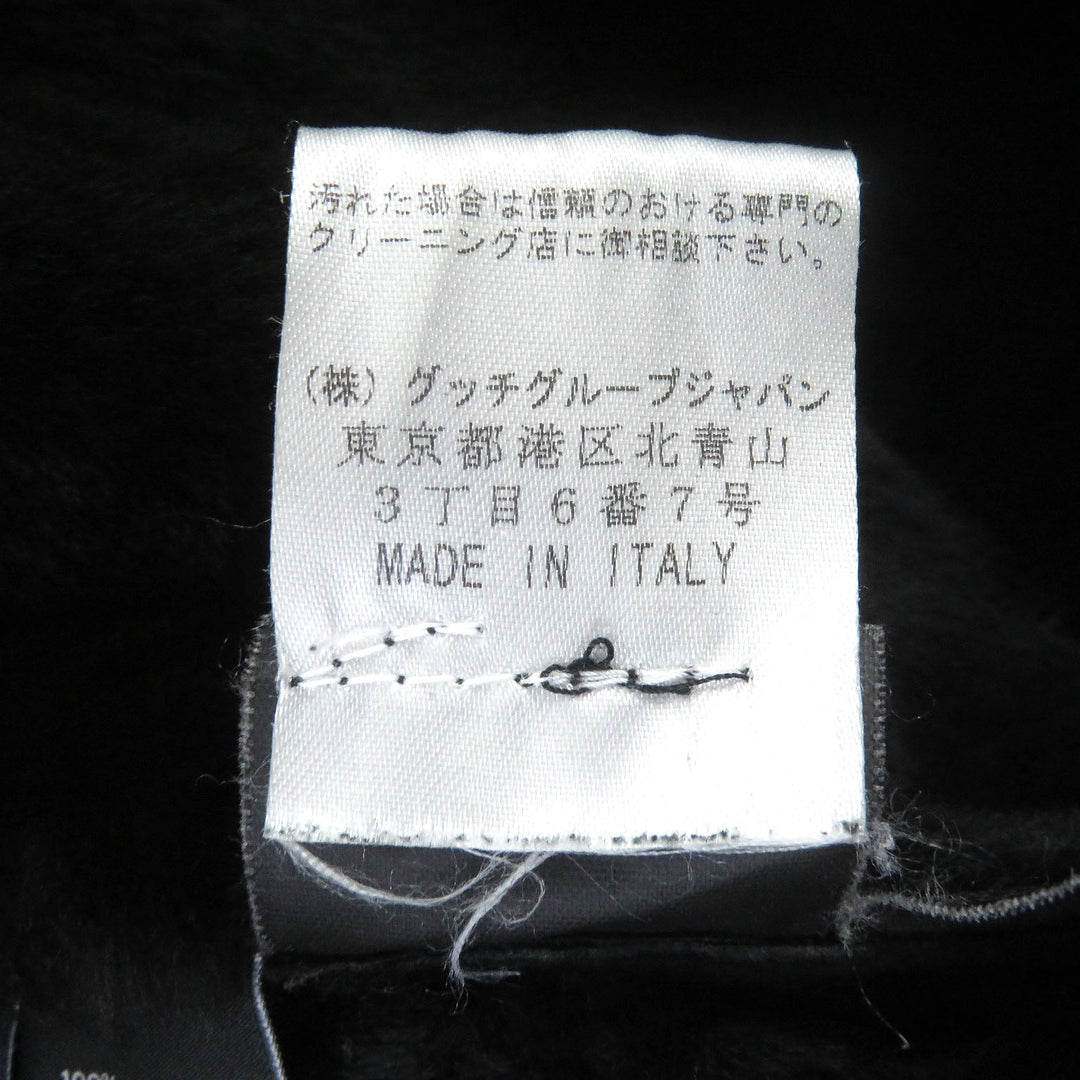 汚れた場合は信頼のおける専門の
クリーニング店に御相談下さい。
（株）グッチグループジャパン
東京都港区北青山
3丁目6番7号
MADE IN ITALY
100%